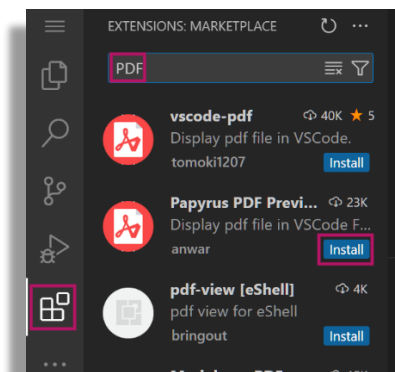 EXTENSIONS: MARKETPLACE
PDF
vscode-pdf 40K ★ 5
Display pdf file in VSCode.
tomoki1207 Install
Papyrus PDF Previ... 23K
Display pdf file in VSCode F...
anwar Install
pdf-view [eShell] 4K
pdf view for eShell
bringout Install